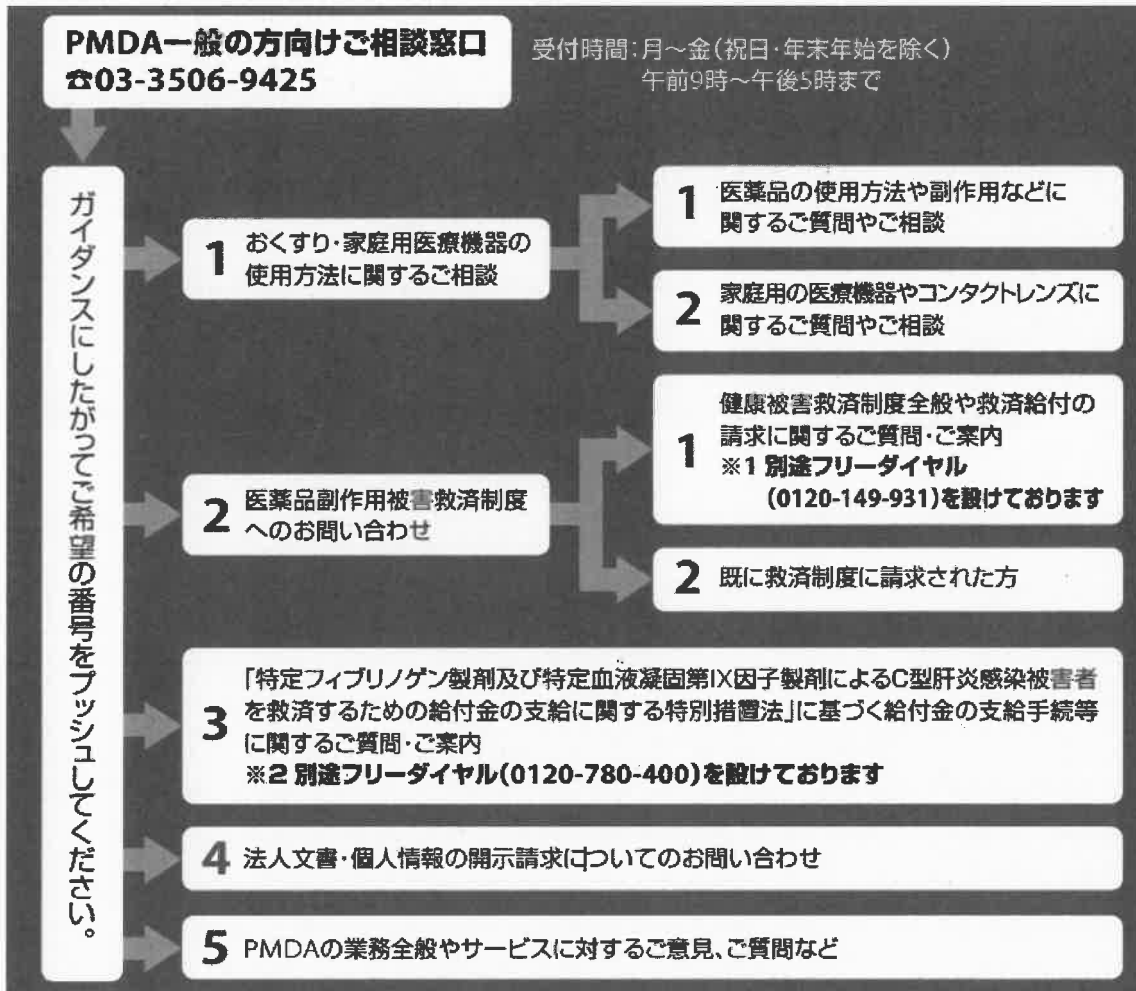 PMDA一般の方向けご相談窓口
☎03-3506-9425
受付時間:月～金(祝日・年末年始を除く)
午前9時～午後5時まで
ガイダンスにしたがってご希望の番号をプッシュしてください。
1 おくすり・家庭用医療機器の
使用方法に関するご相談
1 医薬品の使用方法や副作用などに
関するご質問やご相談
2 家庭用の医療機器やコンタクトレンズに
関するご質問やご相談
2 医薬品副作用被害救済制度
へのお問い合わせ
1 健康被害救済制度全般や救済給付の
請求に関するご質問・ご案内
※1 別途フリーダイヤル
(0120-149-931)を設けております
2 既に救済制度に請求された方
3 「特定フィブリノゲン製剤及び特定血液凝固第IX因子製剤によるC型肝炎感染被害者
を救済するための給付金の支給に関する特別措置法」に基づく給付金の支給手続等
に関するご質問・ご案内
※2 別途フリーダイヤル(0120-780-400)を設けております
4 法人文書・個人情報の開示請求についてのお問い合わせ
5 PMDAの業務全般やサービスに対するご意見、ご質問など